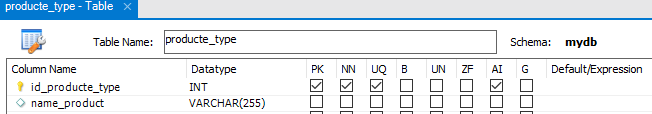 producte_type - Table ×
Table Name: producte_type Schema: mydb
Column Name Datatype PK NN UQ B UN ZF AI G Default/Expression
id_producte_type INT
name_product VARCHAR(255)